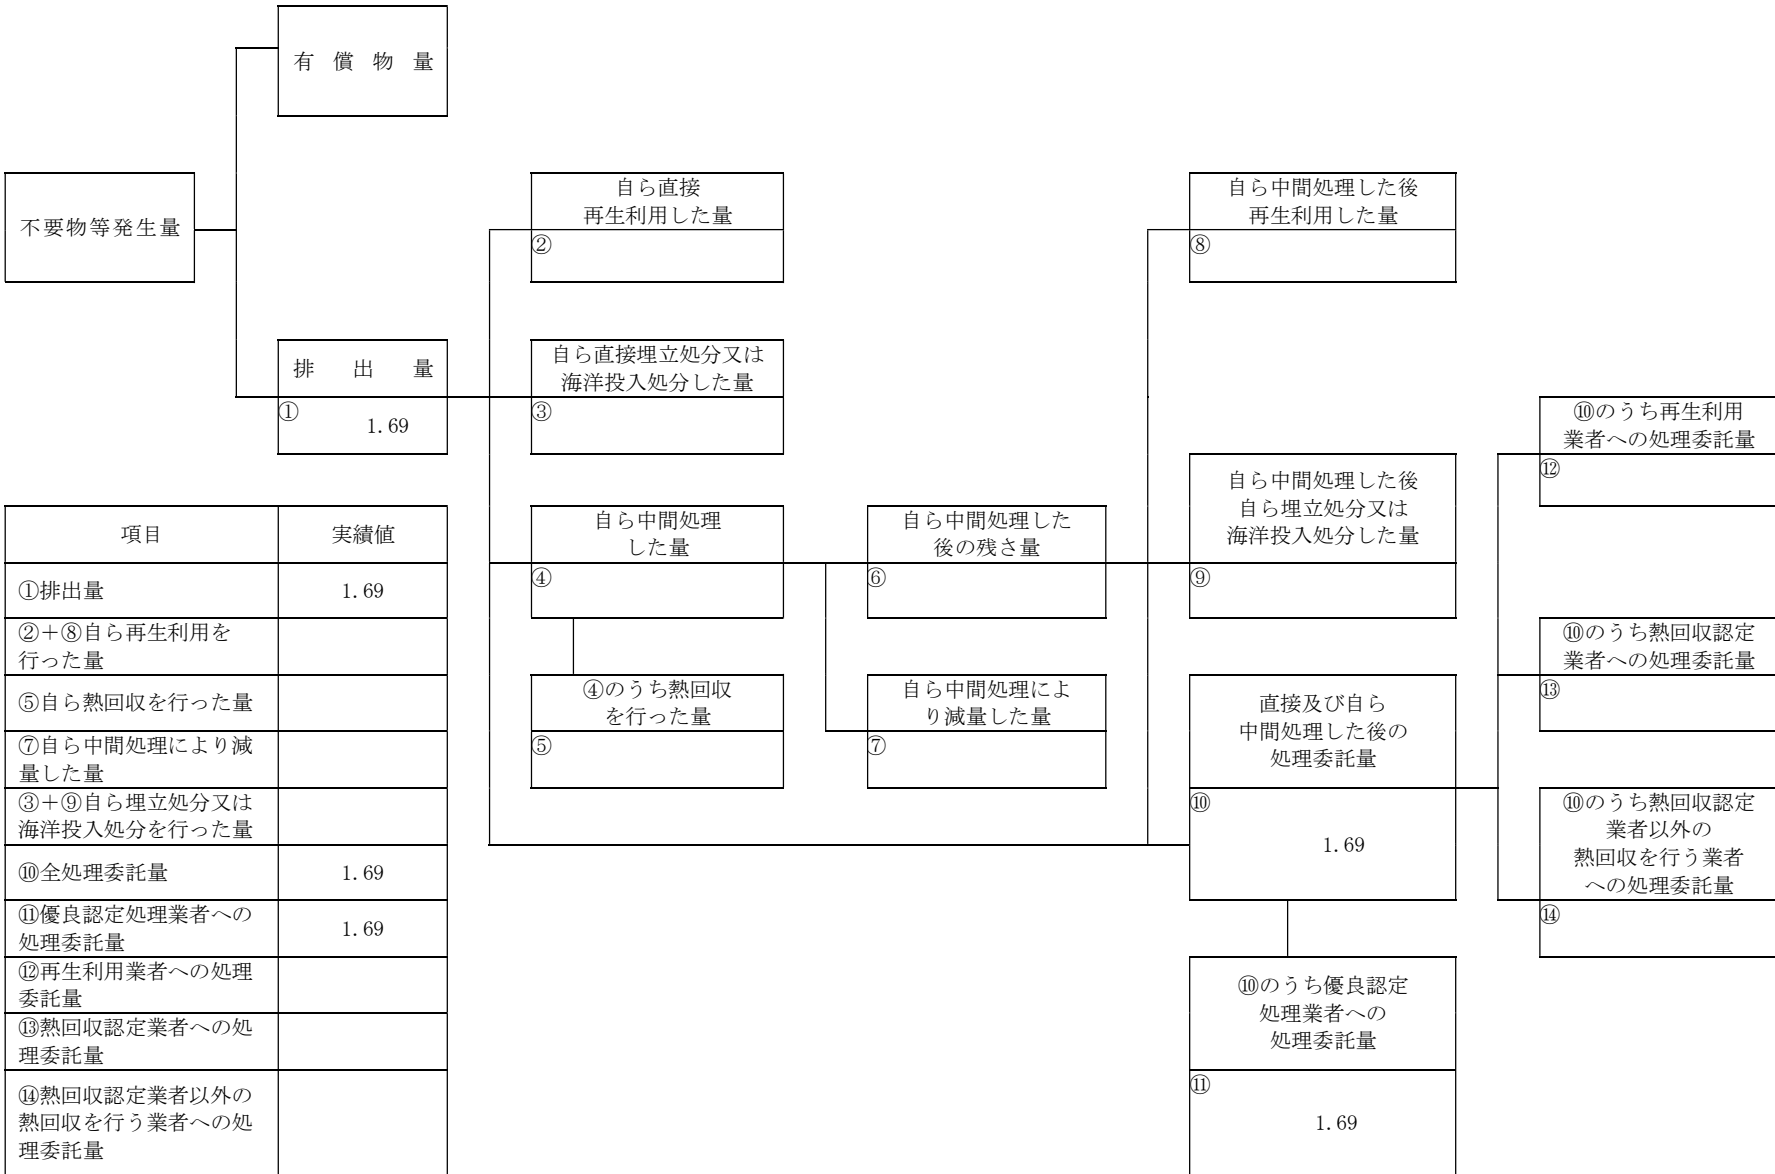 有償物量
不要物等発生量
自ら直接
再生利用した量
②
自ら中間処理した後
再生利用した量
⑧
排出量
①
1.69
自ら直接埋立処分又は
海洋投入処分した量
③
⑩のうち再生利用
業者への処理委託量
⑫
自ら中間処理
した量
④
自ら中間処理した
後の残さ量
⑥
自ら中間処理した後
自ら埋立処分又は
海洋投入処分した量
⑨
⑩のうち熱回収認定
業者への処理委託量
⑬
④のうち熱回収
を行った量
⑤
自ら中間処理によ
り減量した量
⑦
直接及び自ら
中間処理した後の
処理委託量
⑩
1.69
⑩のうち熱回収認定
業者以外の
熱回収を行う業者
への処理委託量
⑭
⑩のうち優良認定
処理業者への
処理委託量
⑪
1.69
項目 実績値
①排出量 1.69
②＋⑧自ら再生利用を
行った量
⑤自ら熱回収を行った量
⑦自ら中間処理により減
量した量
③＋⑨自ら埋立処分又は
海洋投入処分を行った量
⑩全処理委託量 1.69
⑪優良認定処理業者への
処理委託量 1.69
⑫再生利用業者への処理
委託量
⑬熱回収認定業者への処
理委託量
⑭熱回収認定業者以外の
熱回収を行う業者への処
理委託量